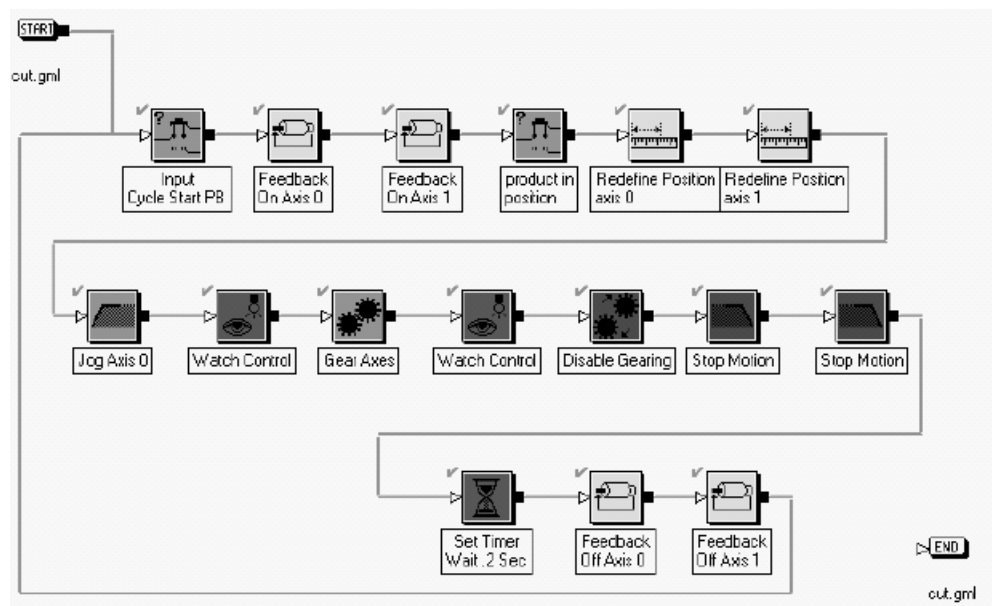 START
cut.gml
?
?
Input
Cycle Start PB
Feedback
On Axis 0
Feedback
On Axis 1
product in
position
Redefine Position
axis 0
Redefine Position
axis 1
Jog Axis 0
Watch Control
Gear Axes
Watch Control
Disable Gearing
Stop Motion
Stop Motion
Set Timer
Wait .2 Sec
Feedback
Off Axis 0
Feedback
Off Axis 1
END
cut.gml